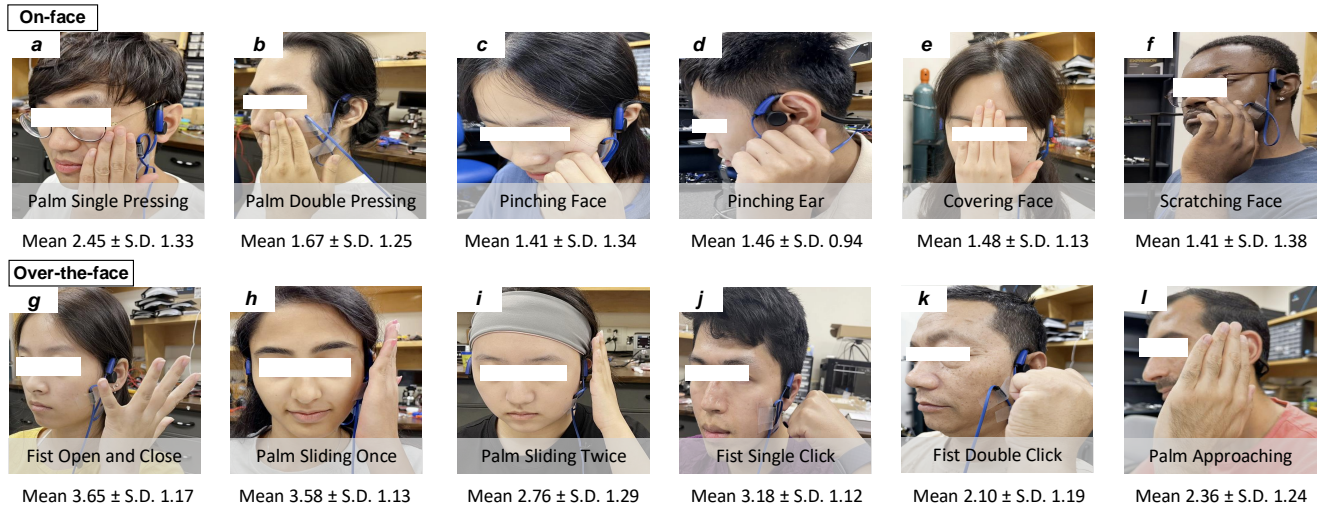 On-face
a
b
c
d
e
f
Palm Single Pressing
Palm Double Pressing
Pinching Face
Pinching Ear
Covering Face
Scratching Face
Mean 2.45 ± S.D. 1.33
Mean 1.67 ± S.D. 1.25
Mean 1.41 ± S.D. 1.34
Mean 1.46 ± S.D. 0.94
Mean 1.48 ± S.D. 1.13
Mean 1.41 ± S.D. 1.38
Over-the-face
g
h
i
j
k
l
Fist Open and Close
Palm Sliding Once
Palm Sliding Twice
Fist Single Click
Fist Double Click
Palm Approaching
Mean 3.65 ± S.D. 1.17
Mean 3.58 ± S.D. 1.13
Mean 2.76 ± S.D. 1.29
Mean 3.18 ± S.D. 1.12
Mean 2.10 ± S.D. 1.19
Mean 2.36 ± S.D. 1.24